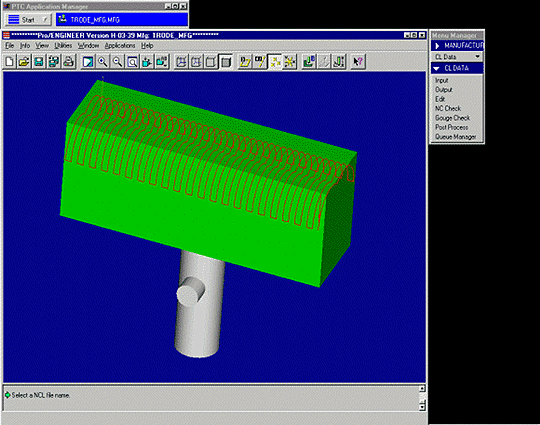 PTC Application Manager
Start
TRODE_MFG.MFG
**********Pro/ENGINEER Version H-03-39 Mfg: TRODE_MFG**********
File Info View Utilities Window Applications Help
Menu Manager
MANUFACTUR
CL Data
CL DATA
Input
Output
Edit
NC Check
Gouge Check
Post Process
Queue Manager
Select a NCL file name.